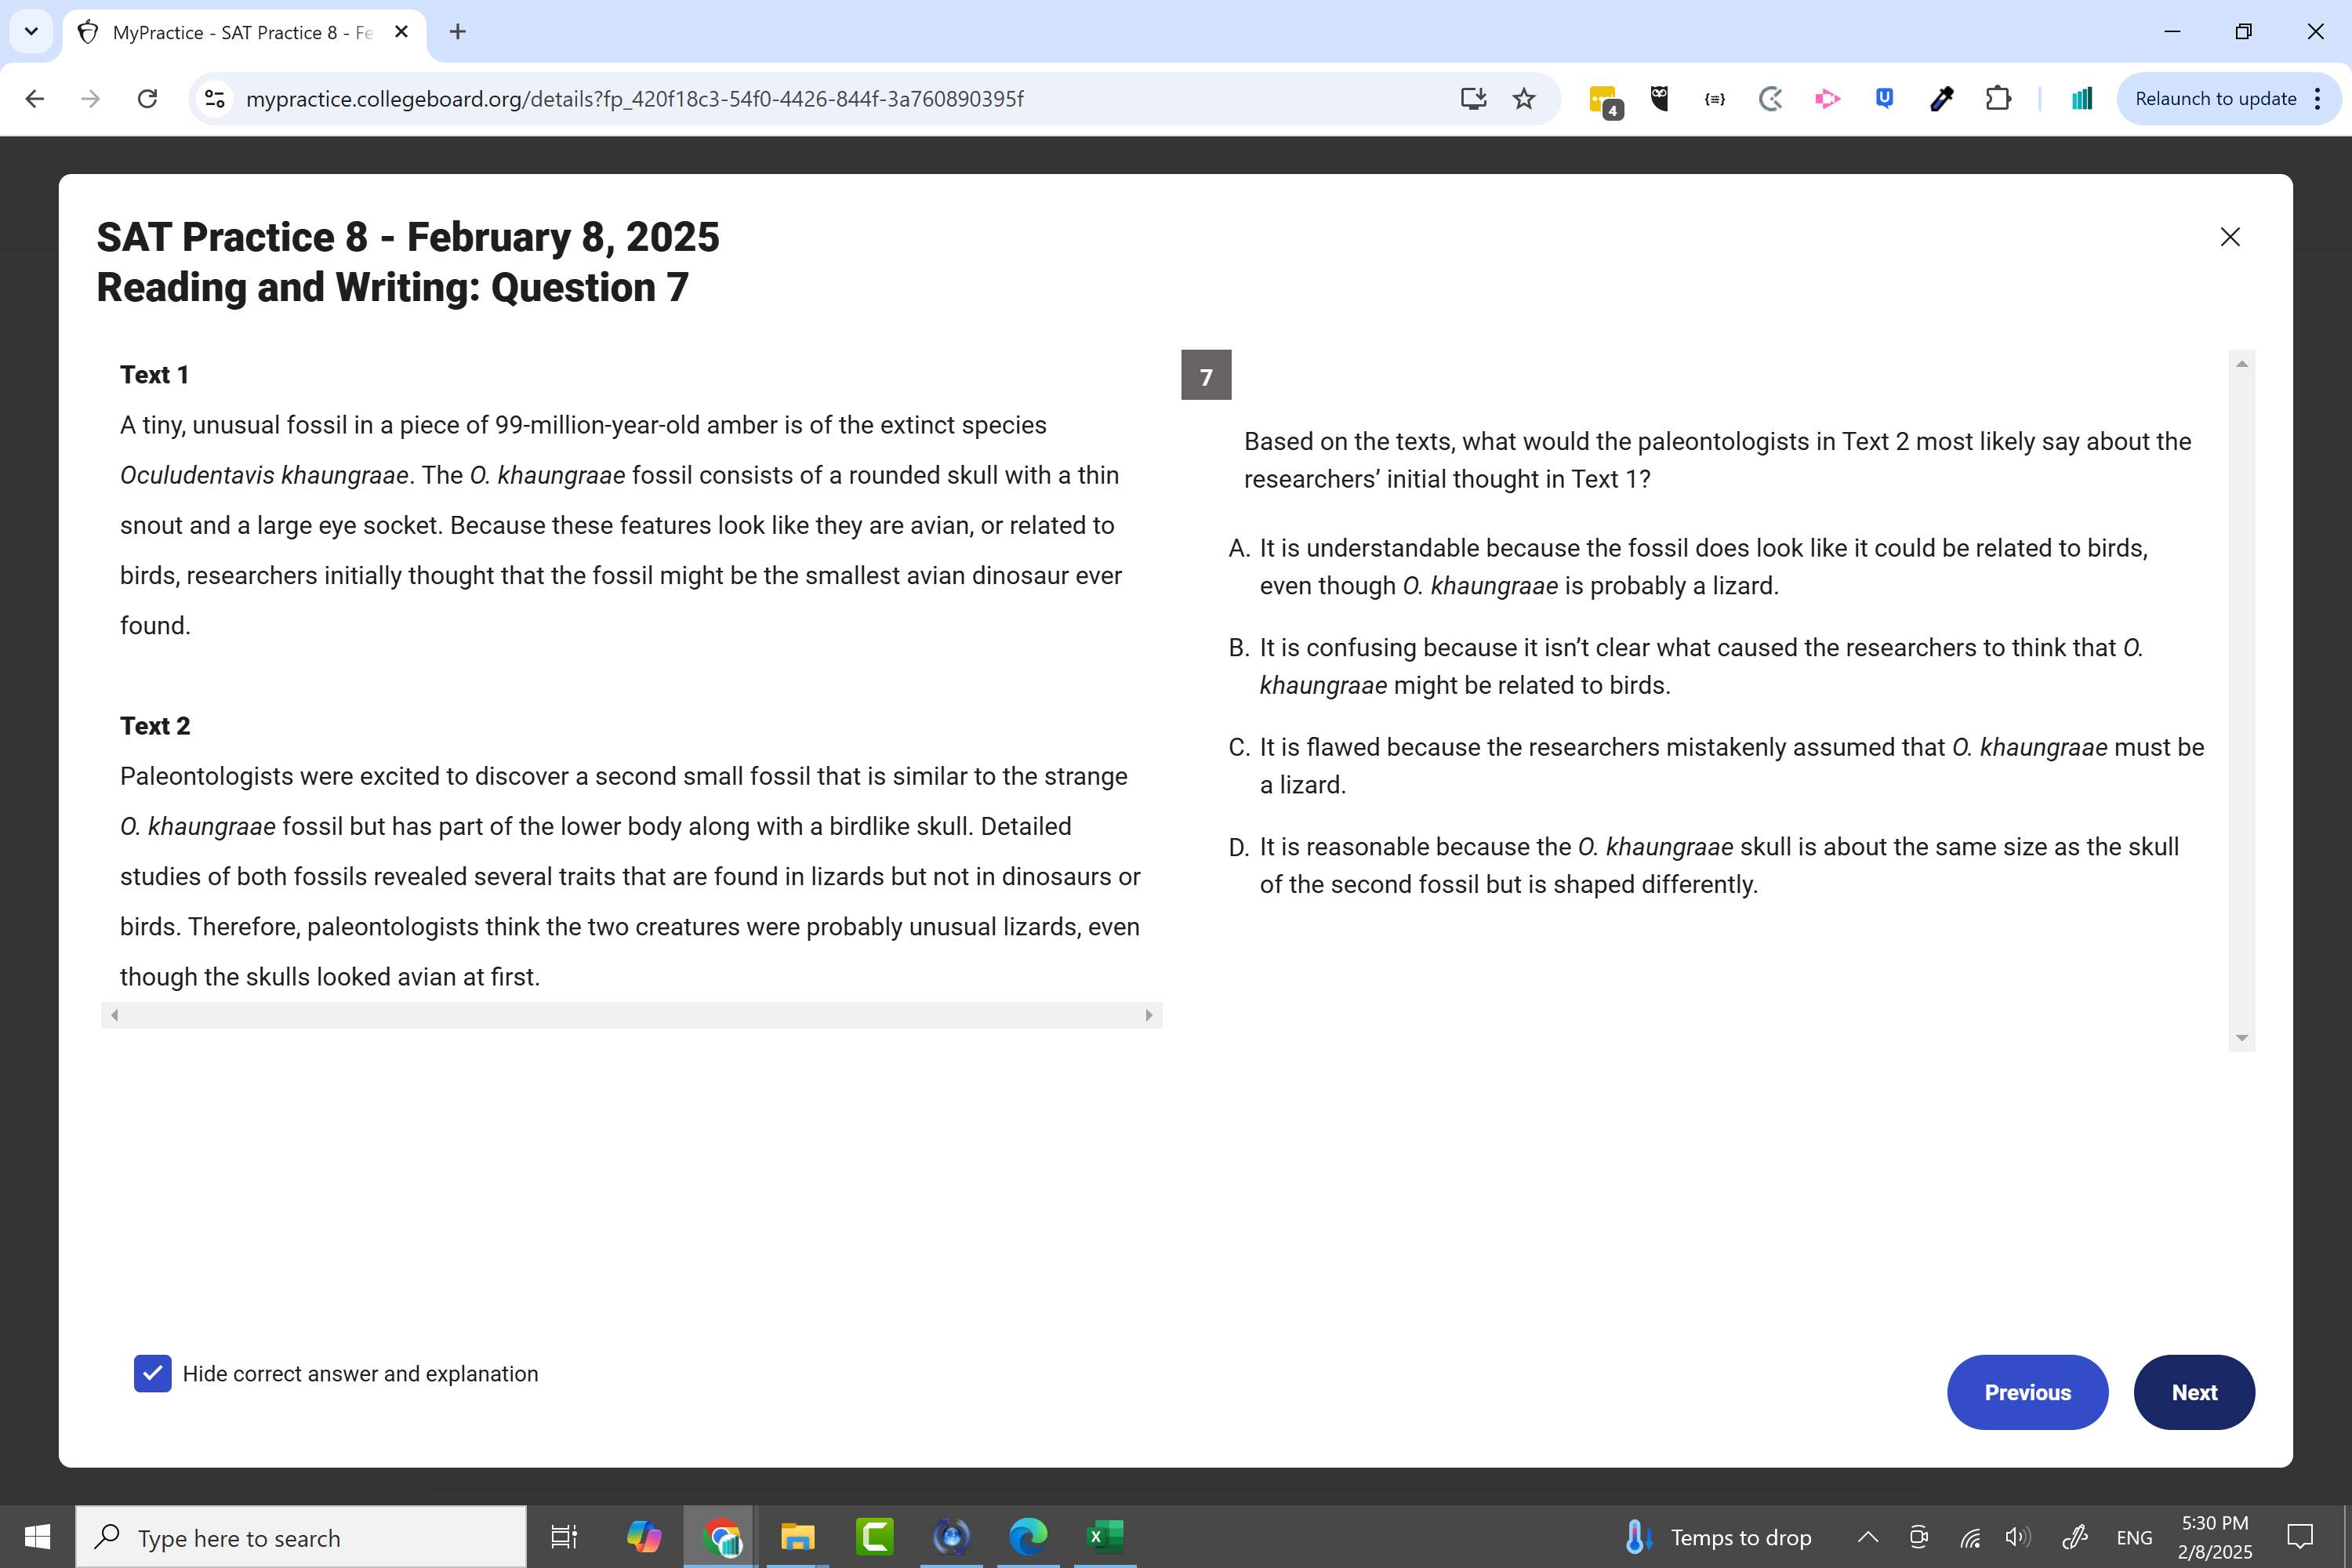 MyPractice - SAT Practice 8 - Fe
mypractice.collegeboard.org/details?fp_420f18c3-54f0-4426-844f-3a760890395f
4
Relaunch to update
SAT Practice 8 - February 8, 2025
Reading and Writing: Question 7
Text 1
A tiny, unusual fossil in a piece of 99-million-year-old amber is of the extinct species
Oculudentavis khaungraae. The O. khaungraae fossil consists of a rounded skull with a thin
snout and a large eye socket. Because these features look like they are avian, or related to
birds, researchers initially thought that the fossil might be the smallest avian dinosaur ever
found.
Text 2
Paleontologists were excited to discover a second small fossil that is similar to the strange
O. khaungraae fossil but has part of the lower body along with a birdlike skull. Detailed
studies of both fossils revealed several traits that are found in lizards but not in dinosaurs or
birds. Therefore, paleontologists think the two creatures were probably unusual lizards, even
though the skulls looked avian at first.
7
Based on the texts, what would the paleontologists in Text 2 most likely say about the
researchers’ initial thought in Text 1?
A. It is understandable because the fossil does look like it could be related to birds,
even though O. khaungraae is probably a lizard.
B. It is confusing because it isn’t clear what caused the researchers to think that O.
khaungraae might be related to birds.
C. It is flawed because the researchers mistakenly assumed that O. khaungraae must be
a lizard.
D. It is reasonable because the O. khaungraae skull is about the same size as the skull
of the second fossil but is shaped differently.
Hide correct answer and explanation
Previous
Next
Type here to search
Temps to drop
ENG
5:30 PM
2/8/2025